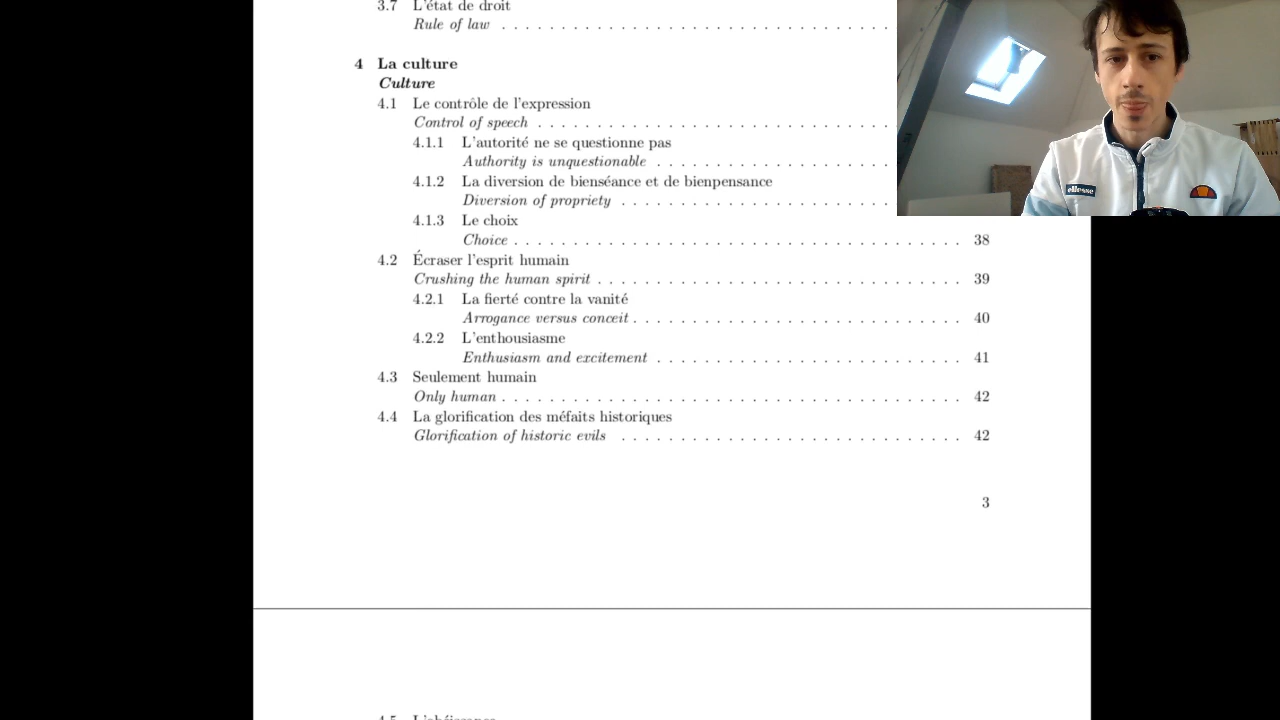 3.7 L'état de droit
Rule of law . . . . . . . . . . . . . . . . . . . . . . . . . . . . . . . .
4 La culture
Culture
4.1 Le contrôle de l'expression
Control of speech . . . . . . . . . . . . . . . . . . . . . . . . . . . . .
4.1.1 L'autorité ne se questionne pas
Authority is unquestionable . . . . . . . . . . . . . . . . . . .
4.1.2 La diversion de bienséance et de bienpensance
Diversion of propriety . . . . . . . . . . . . . . . . . . . . . .
4.1.3 Le choix
Choice . . . . . . . . . . . . . . . . . . . . . . . . . . . . . . . . . . . . . 38
4.2 Écraser l'esprit humain
Crushing the human spirit . . . . . . . . . . . . . . . . . . . . . . . . . . . . . . 39
4.2.1 La fierté contre la vanité
Arrogance versus conceit . . . . . . . . . . . . . . . . . . . . . . . . . . . 40
4.2.2 L'enthousiasme
Enthusiasm and excitement . . . . . . . . . . . . . . . . . . . . . . . . . 41
4.3 Seulement humain
Only human . . . . . . . . . . . . . . . . . . . . . . . . . . . . . . . . . . . . . . 42
4.4 La glorification des méfaits historiques
Glorification of historic evils . . . . . . . . . . . . . . . . . . . . . . . . . . . . 42
3
ellesse